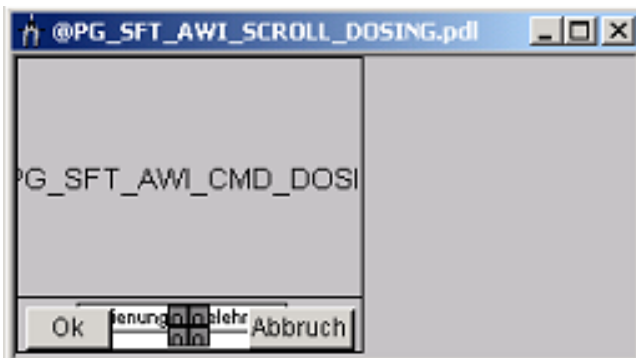 @PG_SFT_AWI_SCROLL_DOSING.pdl
PG_SFT_AWI_CMD_DOSI
Ok
Abbruch